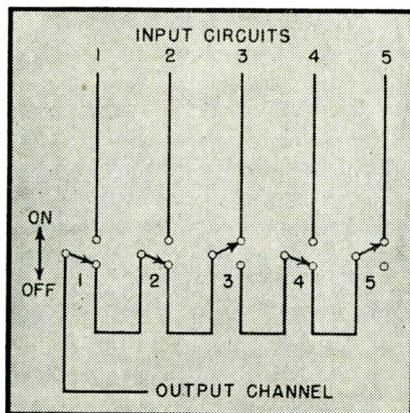 INPUT CIRCUITS
1 2 3 4 5
ON
OFF
1 2 3 4 5
OUTPUT CHANNEL